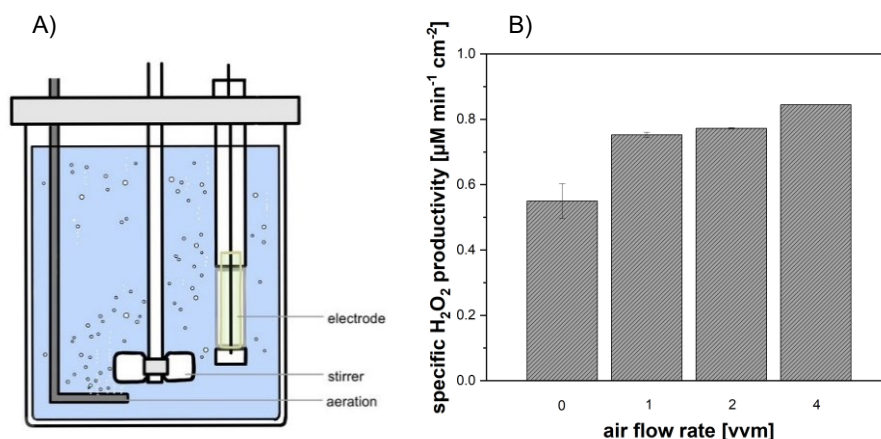 A)
electrode
stirrer
aeration
B)
specific H₂O₂ productivity [µM min⁻¹ cm⁻²]
1.0
0.8
0.6
0.4
0.2
0.0
0 1 2 4
air flow rate [vvm]